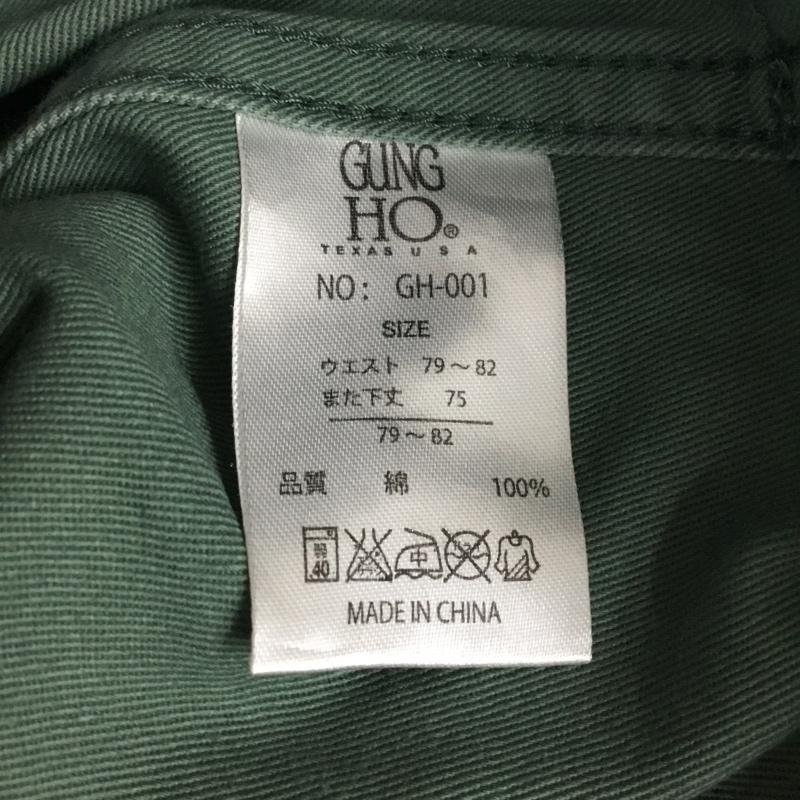 GUNG
HO®
TEXAS USA
NO: GH-001
SIZE
ウエスト 79～82
また下丈 75
79～82
品質 綿 100%
40 中
MADE IN CHINA